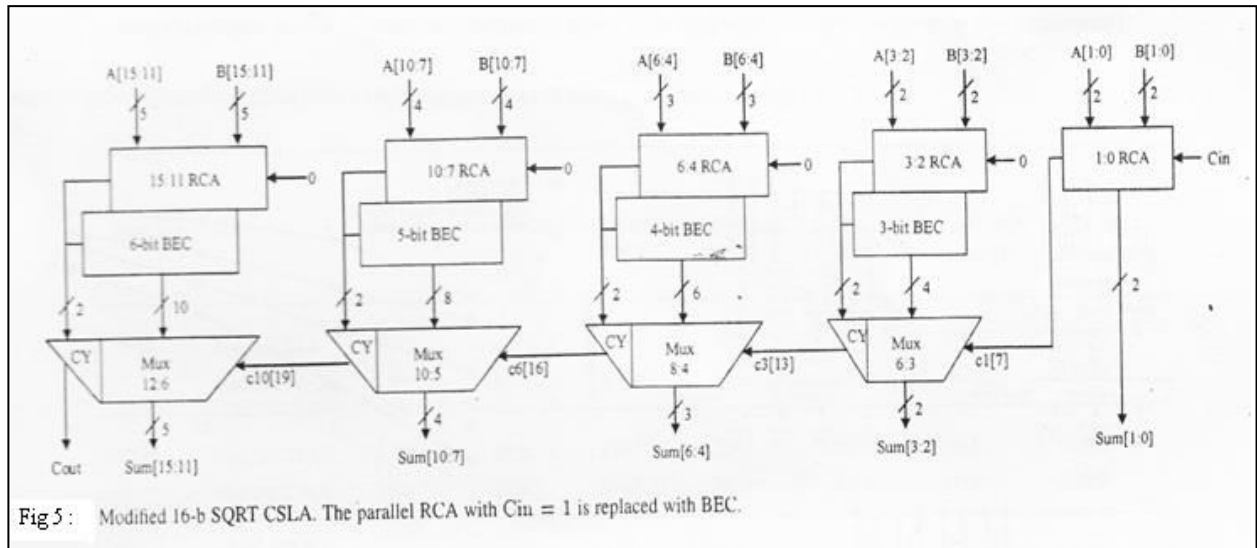 A[15:11] B[15:11] A[10:7] B[10:7] A[6:4] B[6:4] A[3:2] B[3:2] A[1:0] B[1:0]
5 5 4 4 3 3 2 2 2 2
15:11 RCA 0 10:7 RCA 0 6:4 RCA 0 3:2 RCA 0 1:0 RCA Cin
6-bit BEC 5-bit BEC 4-bit BEC 3-bit BEC
2 10 2 8 2 6 2 4 2
CY Mux 12:6 c10[19] CY Mux 10:5 c6[16] CY Mux 8:4 c3[13] CY Mux 6:3 c1[7]
5 4 3 2
Cout Sum[15:11] Sum[10:7] Sum[6:4] Sum[3:2] Sum[1:0]
Fig 5 : Modified 16-b SQRT CSLA. The parallel RCA with Cin = 1 is replaced with BEC.